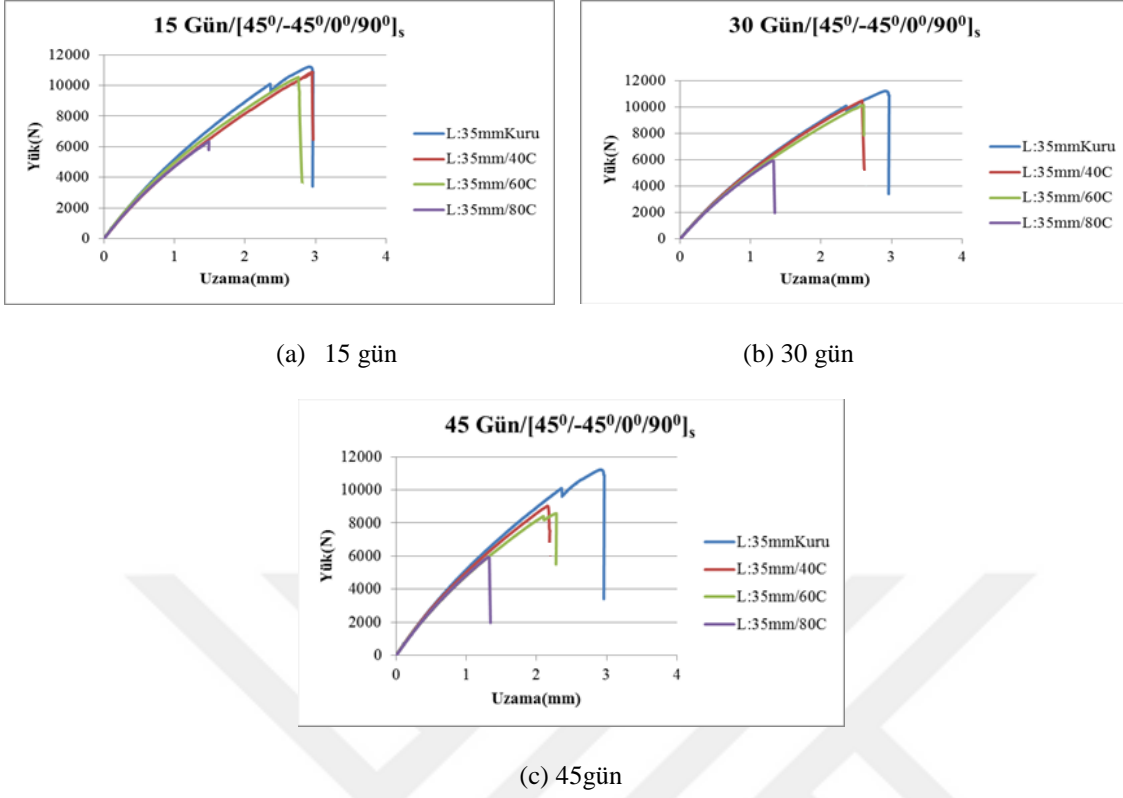 15 Gün/[45⁰/-45⁰/0⁰/90⁰]ₛ
12000
10000
8000
6000
4000
2000
0
Yük(N)
0 1 2 3 4
Uzama(mm)
L:35mmKuru
L:35mm/40C
L:35mm/60C
L:35mm/80C
(a) 15 gün
30 Gün/[45⁰/-45⁰/0⁰/90⁰]ₛ
12000
10000
8000
6000
4000
2000
0
Yük(N)
0 1 2 3 4
Uzama(mm)
L:35mmKuru
L:35mm/40C
L:35mm/60C
L:35mm/80C
(b) 30 gün
45 Gün/[45⁰/-45⁰/0⁰/90⁰]ₛ
12000
10000
8000
6000
4000
2000
0
Yük(N)
0 1 2 3 4
Uzama(mm)
L:35mmKuru
L:35mm/40C
L:35mm/60C
L:35mm/80C
(c) 45gün